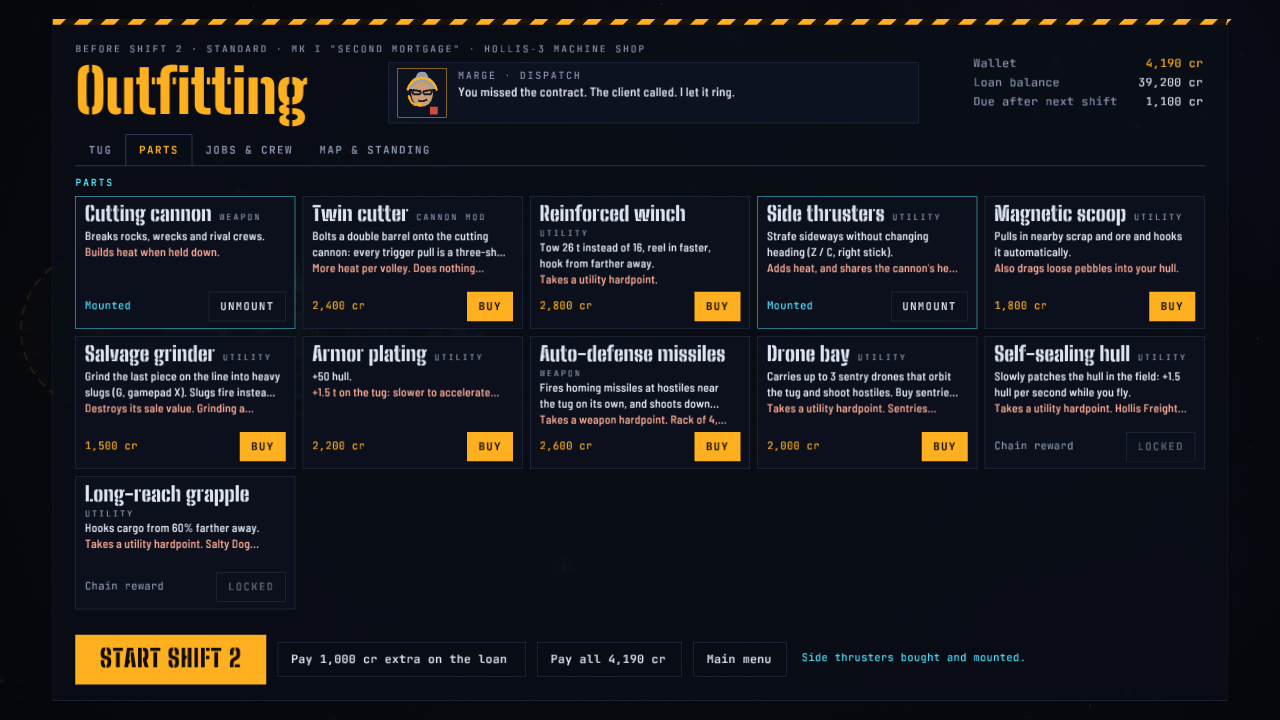 BEFORE SHIFT 2 · STANDARD · MK I "SECOND MORTGAGE" · HOLLIS-3 MACHINE SHOP
Outfitting
MARGE · DISPATCH
You missed the contract. The client called. I let it ring.
Wallet 4,190 cr
Loan balance 39,200 cr
Due after next shift 1,100 cr
TUG PARTS JOBS & CREW MAP & STANDING
PARTS
Cutting cannon WEAPON
Breaks rocks, wrecks and rival crews.
Builds heat when held down.
Mounted UNMOUNT
Twin cutter CANNON MOD
Bolts a double barrel onto the cutting
cannon: every trigger pull is a three-sh...
More heat per volley. Does nothing...
2,400 cr BUY
Reinforced winch
UTILITY
Tow 26 t instead of 16, reel in faster,
hook from farther away.
Takes a utility hardpoint.
2,800 cr BUY
Side thrusters UTILITY
Strafe sideways without changing
heading (Z / C, right stick).
Adds heat, and shares the cannon's he...
Mounted UNMOUNT
Magnetic scoop UTILITY
Pulls in nearby scrap and ore and hooks
it automatically.
Also drags loose pebbles into your hull.
1,800 cr BUY
Salvage grinder UTILITY
Grind the last piece on the line into heavy
slugs (G, gamepad X). Slugs fire instea...
Destroys its sale value. Grinding a...
1,500 cr BUY
Armor plating UTILITY
+50 hull.
+1.5 t on the tug: slower to accelerate...
2,200 cr BUY
Auto-defense missiles
WEAPON
Fires homing missiles at hostiles near
the tug on its own, and shoots down...
Takes a weapon hardpoint. Rack of 4,...
2,600 cr BUY
Drone bay UTILITY
Carries up to 3 sentry drones that orbit
the tug and shoot hostiles. Buy sentrie...
Takes a utility hardpoint. Sentries...
2,000 cr BUY
Self-sealing hull UTILITY
Slowly patches the hull in the field: +1.5
hull per second while you fly.
Takes a utility hardpoint. Hollis Freight...
Chain reward LOCKED
Long-reach grapple
UTILITY
Hooks cargo from 60% farther away.
Takes a utility hardpoint. Salty Dog...
Chain reward LOCKED
START SHIFT 2
Pay 1,000 cr extra on the loan
Pay all 4,190 cr
Main menu
Side thrusters bought and mounted.